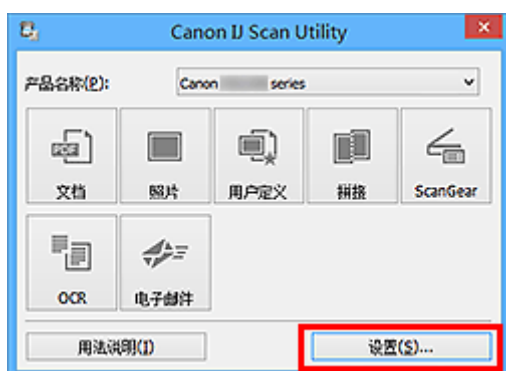 Canon IJ Scan Utility
产品名称(P): Canon series
文档 照片 用户定义 拼接 ScanGear
OCR 电子邮件
用法说明(I) 设置(S)...